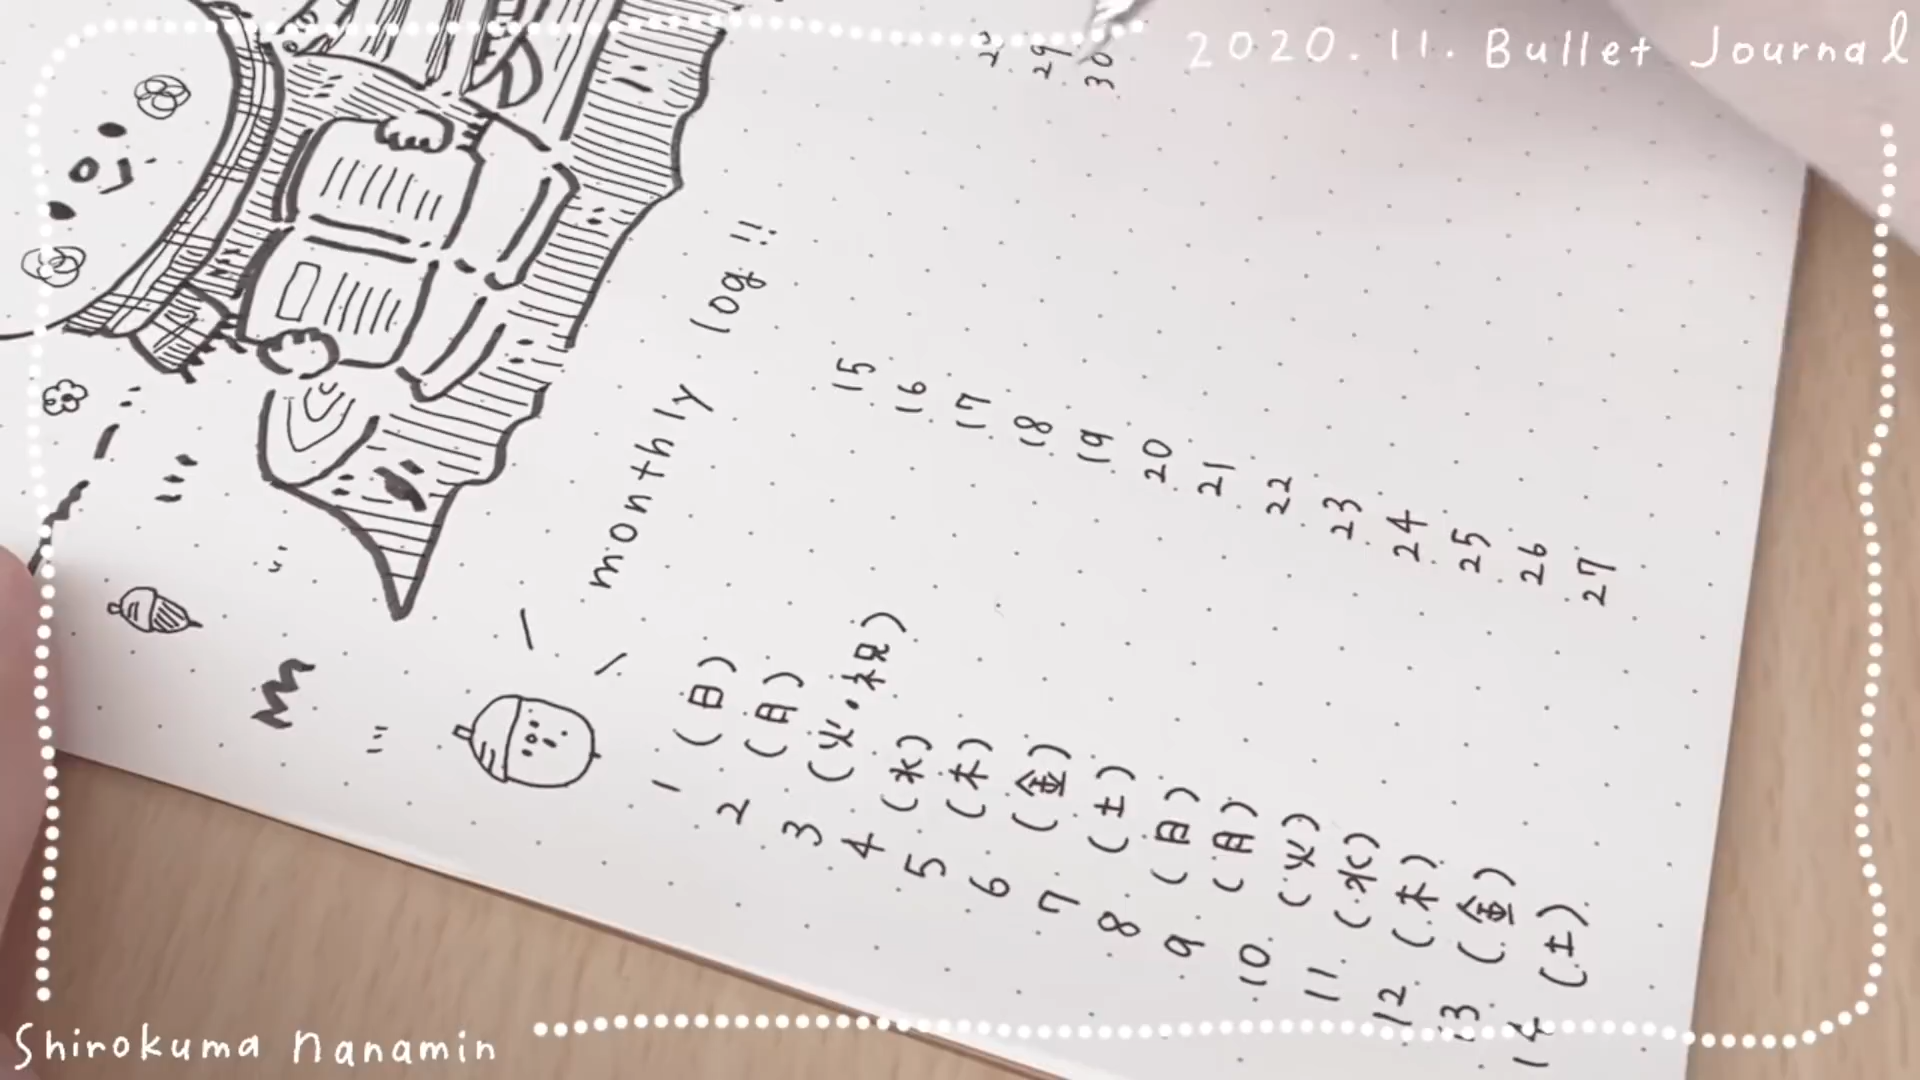 2020.11. Bullet Journal
monthly log!!
1 (日)
2 (月)
3 (火・祝)
4 (水)
5 (木)
6 (金)
7 (土)
8 (日)
9 (月)
10 (火)
11 (水)
12 (木)
13 (金)
14 (土)
15
16
17
18
19
20
21
22
23
24
25
26
27
29
30
Shirokuma nanamin